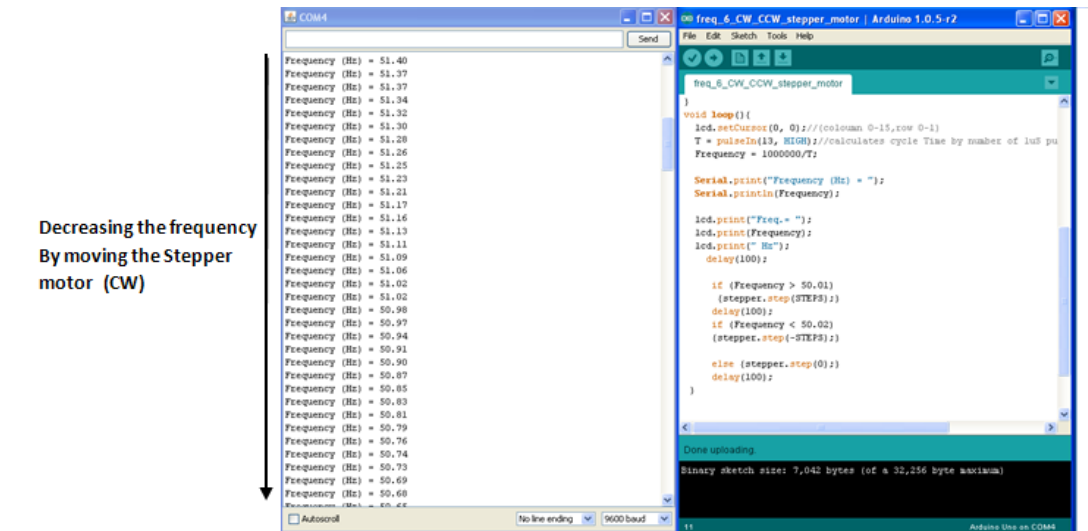 Decreasing the frequency
By moving the Stepper
motor (CW)
COM4
Send
Frequency (Hz) = 51.40
Frequency (Hz) = 51.37
Frequency (Hz) = 51.37
Frequency (Hz) = 51.34
Frequency (Hz) = 51.32
Frequency (Hz) = 51.30
Frequency (Hz) = 51.28
Frequency (Hz) = 51.26
Frequency (Hz) = 51.25
Frequency (Hz) = 51.23
Frequency (Hz) = 51.21
Frequency (Hz) = 51.17
Frequency (Hz) = 51.16
Frequency (Hz) = 51.13
Frequency (Hz) = 51.11
Frequency (Hz) = 51.09
Frequency (Hz) = 51.06
Frequency (Hz) = 51.02
Frequency (Hz) = 51.02
Frequency (Hz) = 50.98
Frequency (Hz) = 50.97
Frequency (Hz) = 50.94
Frequency (Hz) = 50.91
Frequency (Hz) = 50.90
Frequency (Hz) = 50.87
Frequency (Hz) = 50.85
Frequency (Hz) = 50.83
Frequency (Hz) = 50.81
Frequency (Hz) = 50.79
Frequency (Hz) = 50.76
Frequency (Hz) = 50.74
Frequency (Hz) = 50.73
Frequency (Hz) = 50.69
Frequency (Hz) = 50.68
Autoscroll
No line ending
9600 baud
freq_6_CW_CCW_stepper_motor | Arduino 1.0.5-r2
File Edit Sketch Tools Help
freq_6_CW_CCW_stepper_motor
}
void loop(){
lcd.setCursor(0, 0);//(coloumn 0-15,row 0-1)
T = pulseIn(13, HIGH);//calculates cycle Time by number of 1uS pu
Frequency = 1000000/T;
Serial.print("Frequency (Hz) = ");
Serial.println(Frequency);
lcd.print("Freq.= ");
lcd.print(Frequency);
lcd.print(" Hz");
delay(100);
if (Frequency > 50.01)
{stepper.step(STEPS);}
delay(100);
if (Frequency < 50.02)
{stepper.step(-STEPS);}
else {stepper.step(0);}
delay(100);
}
Done uploading.
Binary sketch size: 7,042 bytes (of a 32,256 byte maximum)
11
Arduino Uno on COM4